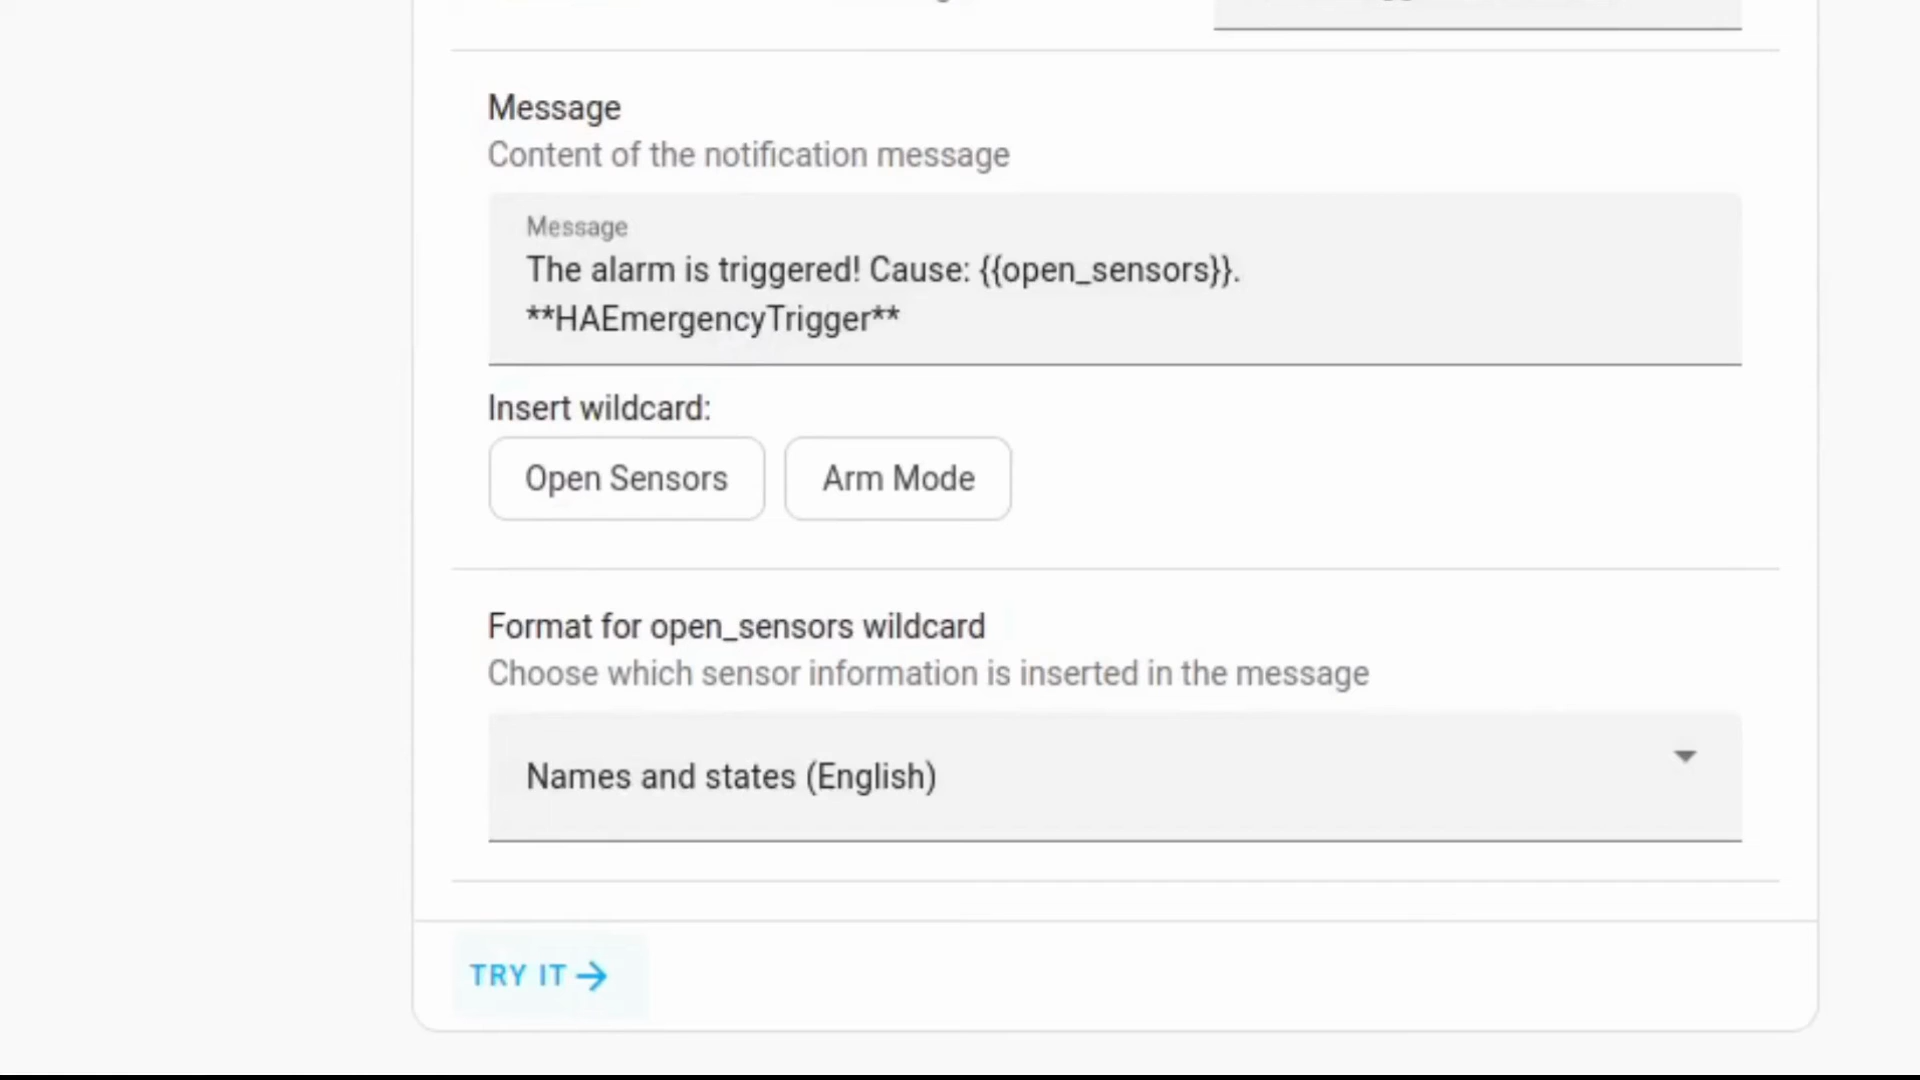 Message
Content of the notification message
Message
The alarm is triggered! Cause: {{open_sensors}}.
**HAEmergencyTrigger**
Insert wildcard:
Open Sensors
Arm Mode
Format for open_sensors wildcard
Choose which sensor information is inserted in the message
Names and states (English)
TRY IT